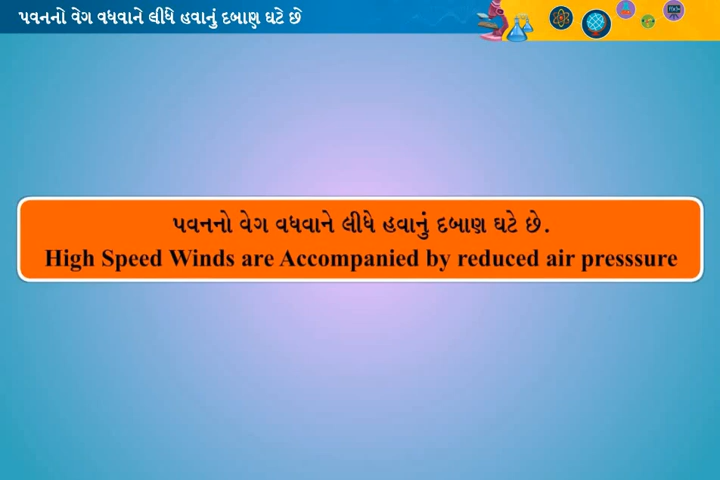 પવનનો વેગ વધવાને લીધે હવાનું દબાણ ઘટે છે
પવનનો વેગ વધવાને લીધે હવાનું દબાણ ઘટે છે.
High Speed Winds are Accompanied by reduced air presssure